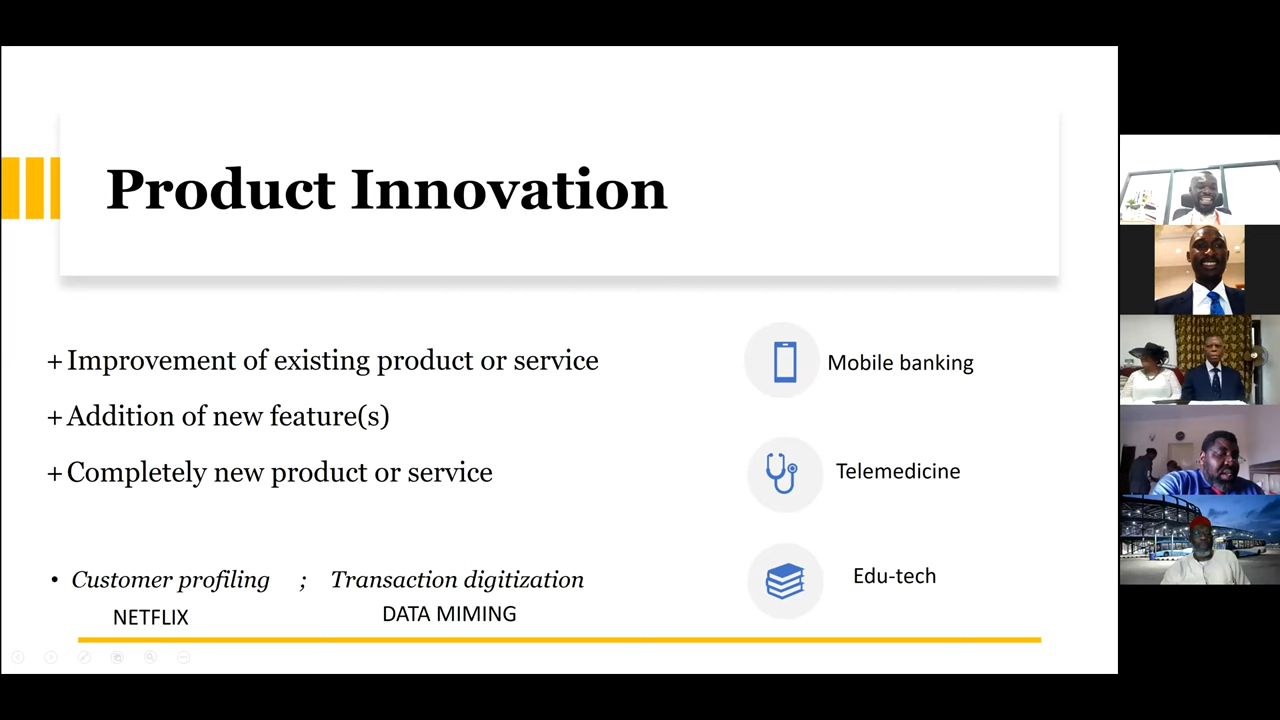 Product Innovation
+Improvement of existing product or service
+Addition of new feature(s)
+Completely new product or service
• Customer profiling ; Transaction digitization
NETFLIX DATA MIMING
Mobile banking
Telemedicine
Edu-tech